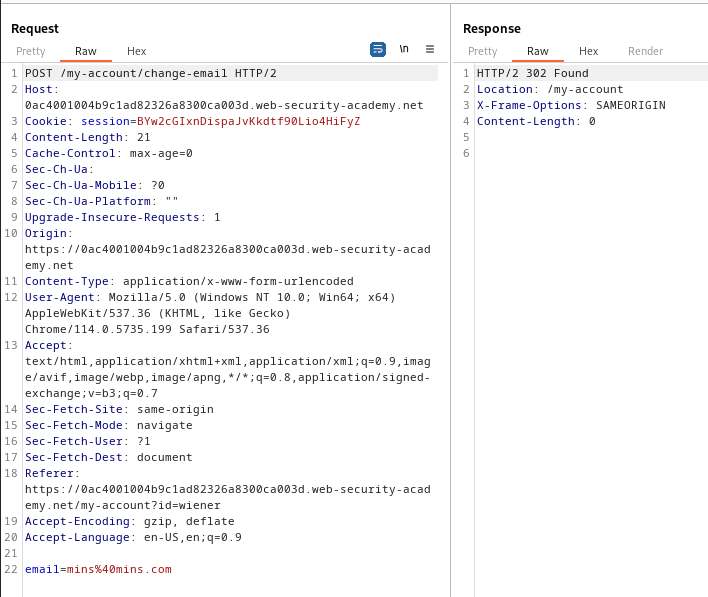 Request
Pretty Raw Hex \n
1 POST /my-account/change-email HTTP/2
2 Host:
0ac4001004b9c1ad82326a8300ca003d.web-security-academy.net
3 Cookie: session=BYw2cGIxnDispaJvKkdtf90Lio4HiFyZ
4 Content-Length: 21
5 Cache-Control: max-age=0
6 Sec-Ch-Ua:
7 Sec-Ch-Ua-Mobile: ?0
8 Sec-Ch-Ua-Platform: ""
9 Upgrade-Insecure-Requests: 1
10 Origin:
https://0ac4001004b9c1ad82326a8300ca003d.web-security-acad
emy.net
11 Content-Type: application/x-www-form-urlencoded
12 User-Agent: Mozilla/5.0 (Windows NT 10.0; Win64; x64)
AppleWebKit/537.36 (KHTML, like Gecko)
Chrome/114.0.5735.199 Safari/537.36
13 Accept:
text/html,application/xhtml+xml,application/xml;q=0.9,imag
e/avif,image/webp,image/apng,*/*;q=0.8,application/signed-
exchange;v=b3;q=0.7
14 Sec-Fetch-Site: same-origin
15 Sec-Fetch-Mode: navigate
16 Sec-Fetch-User: ?1
17 Sec-Fetch-Dest: document
18 Referer:
https://0ac4001004b9c1ad82326a8300ca003d.web-security-acad
emy.net/my-account?id=wiener
19 Accept-Encoding: gzip, deflate
20 Accept-Language: en-US,en;q=0.9
21
22 email=mins%40mins.com
Response
Pretty Raw Hex Render
1 HTTP/2 302 Found
2 Location: /my-account
3 X-Frame-Options: SAMEORIGIN
4 Content-Length: 0
5
6